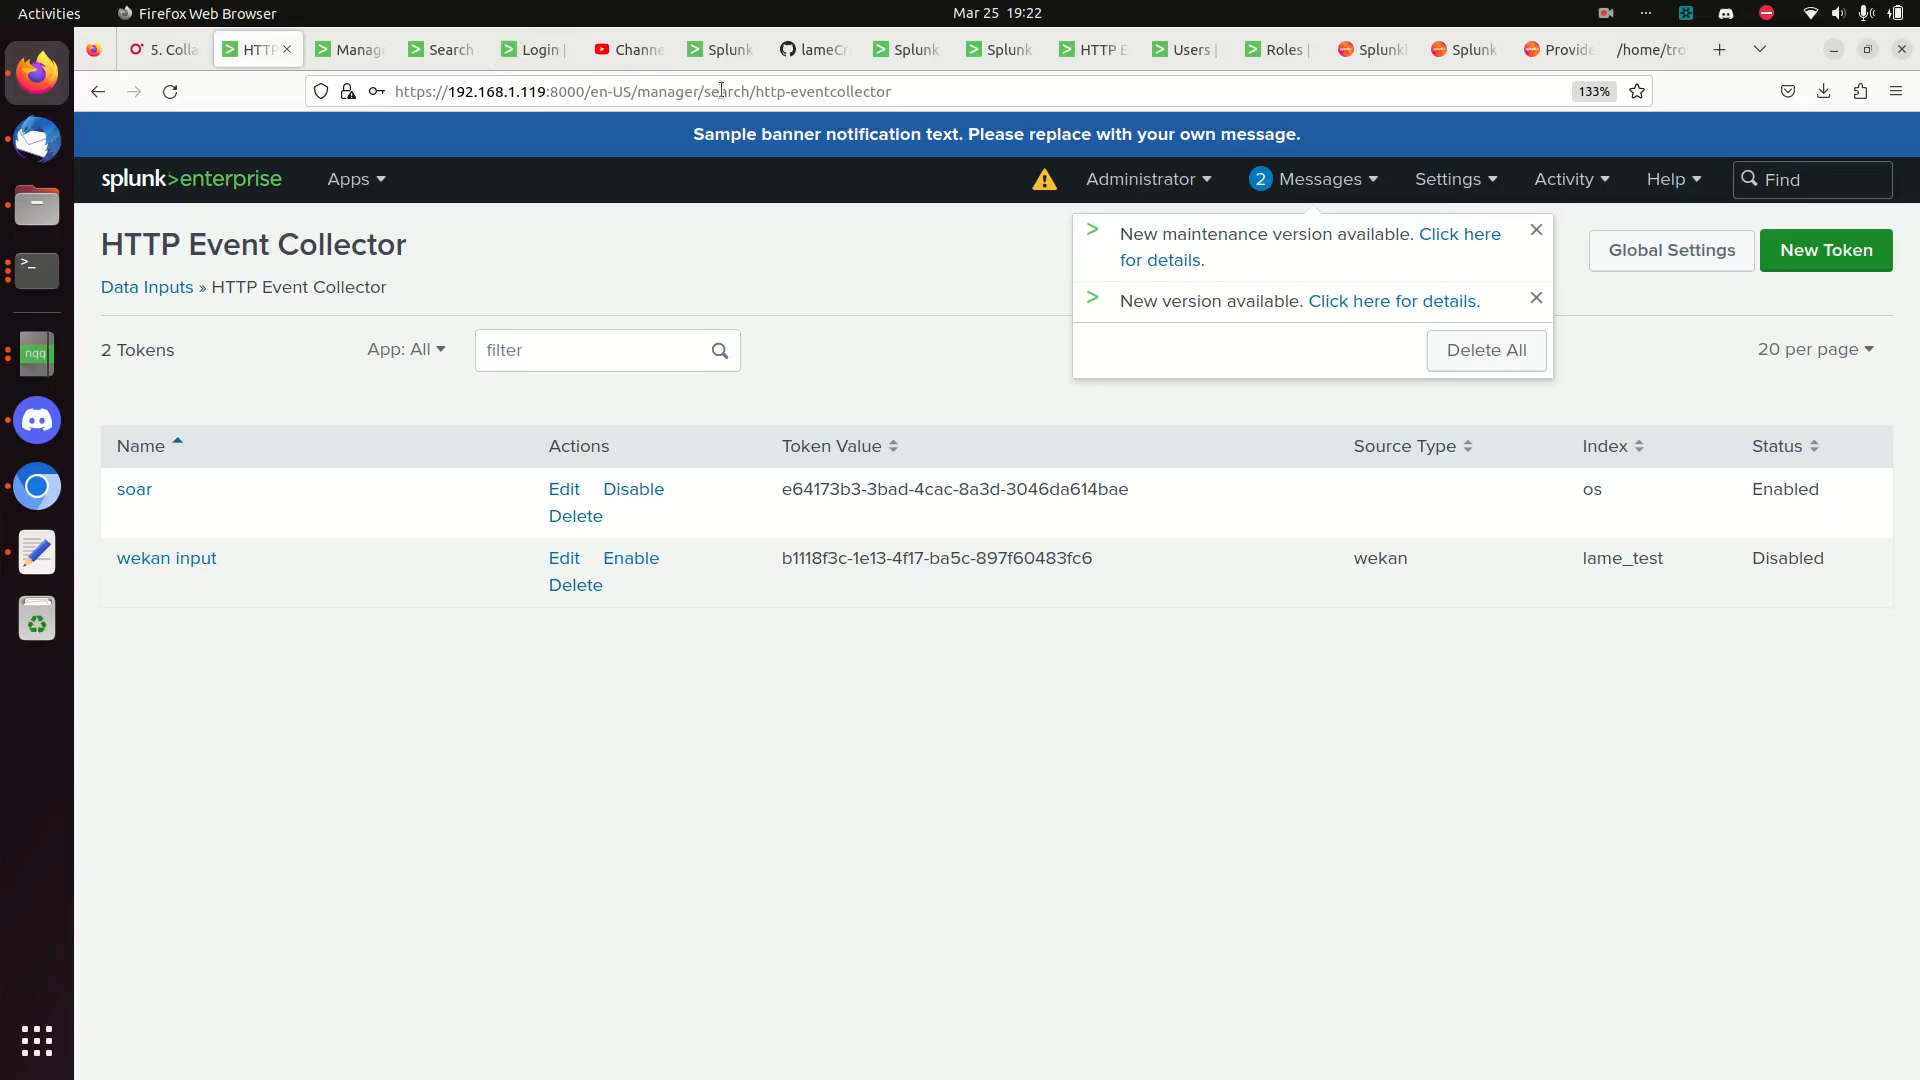 Activities Firefox Web Browser Mar 25 19:22
5. Colla HTTP Manag Search Login | Channe Splunk lameCr Splunk Splunk HTTP E Users | Roles | Splunk Splunk Provide /home/tro
https://192.168.1.119:8000/en-US/manager/search/http-eventcollector 133%
Sample banner notification text. Please replace with your own message.
splunk>enterprise Apps Administrator 2 Messages Settings Activity Help Find
HTTP Event Collector
Data Inputs » HTTP Event Collector
New maintenance version available. Click here
for details.
New version available. Click here for details.
Delete All
Global Settings New Token
2 Tokens App: All filter 20 per page
Name Actions Token Value Source Type Index Status
soar Edit Disable e64173b3-3bad-4cac-8a3d-3046da614bae os Enabled
Delete
wekan input Edit Enable b1118f3c-1e13-4f17-ba5c-897f60483fc6 wekan lame_test Disabled
Delete
nqq